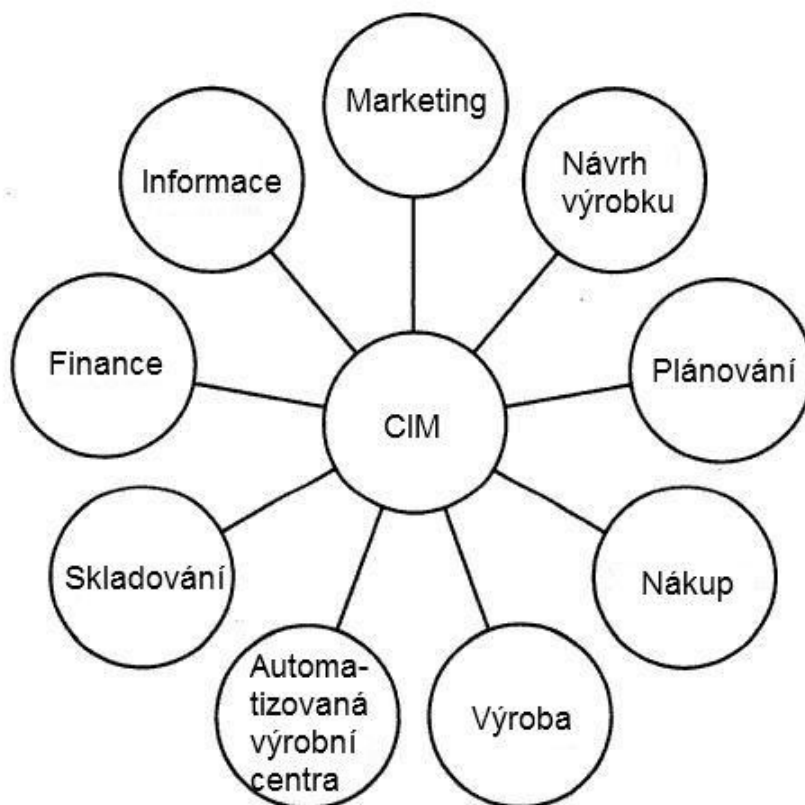 Marketing
Návrh
výrobku
Plánování
Nákup
Výroba
Automa-
tizovaná
výrobní
centra
Skladování
Finance
Informace
CIM